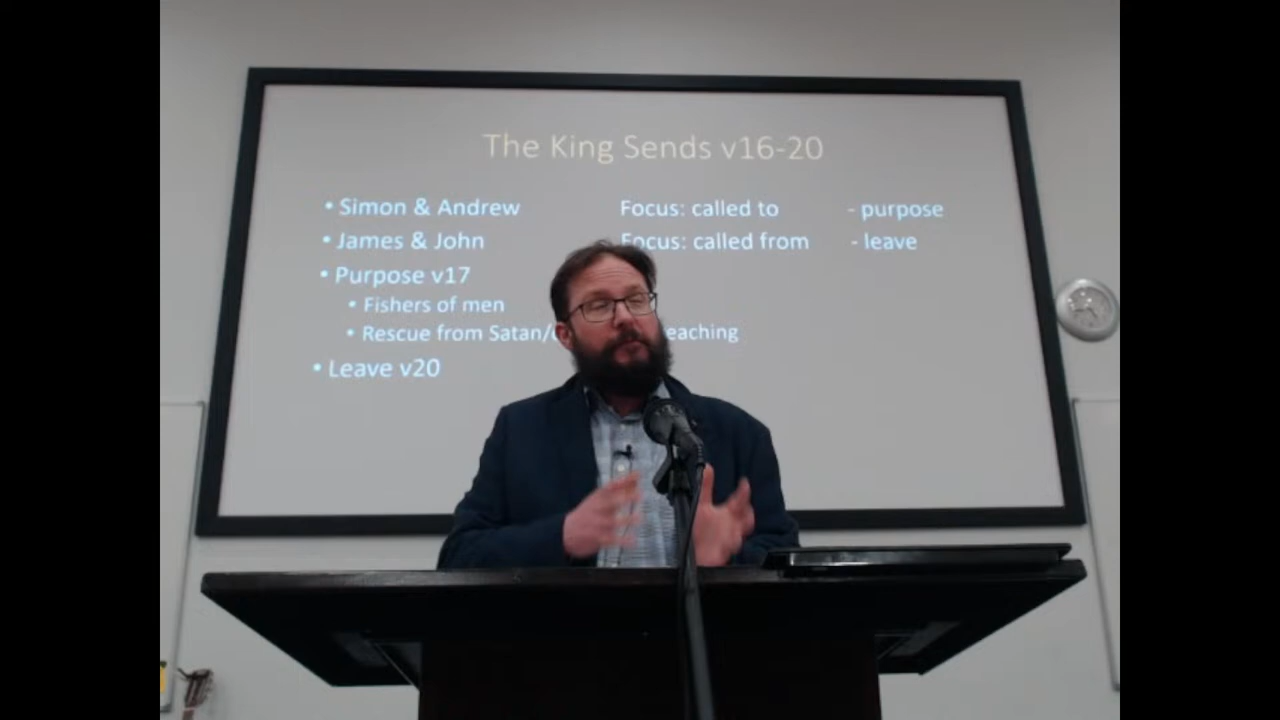 The King Sends v16-20
• Simon & Andrew Focus: called to - purpose
• James & John Focus: called from - leave
• Purpose v17
• Fishers of men
• Rescue from Satan/ eaching
• Leave v20